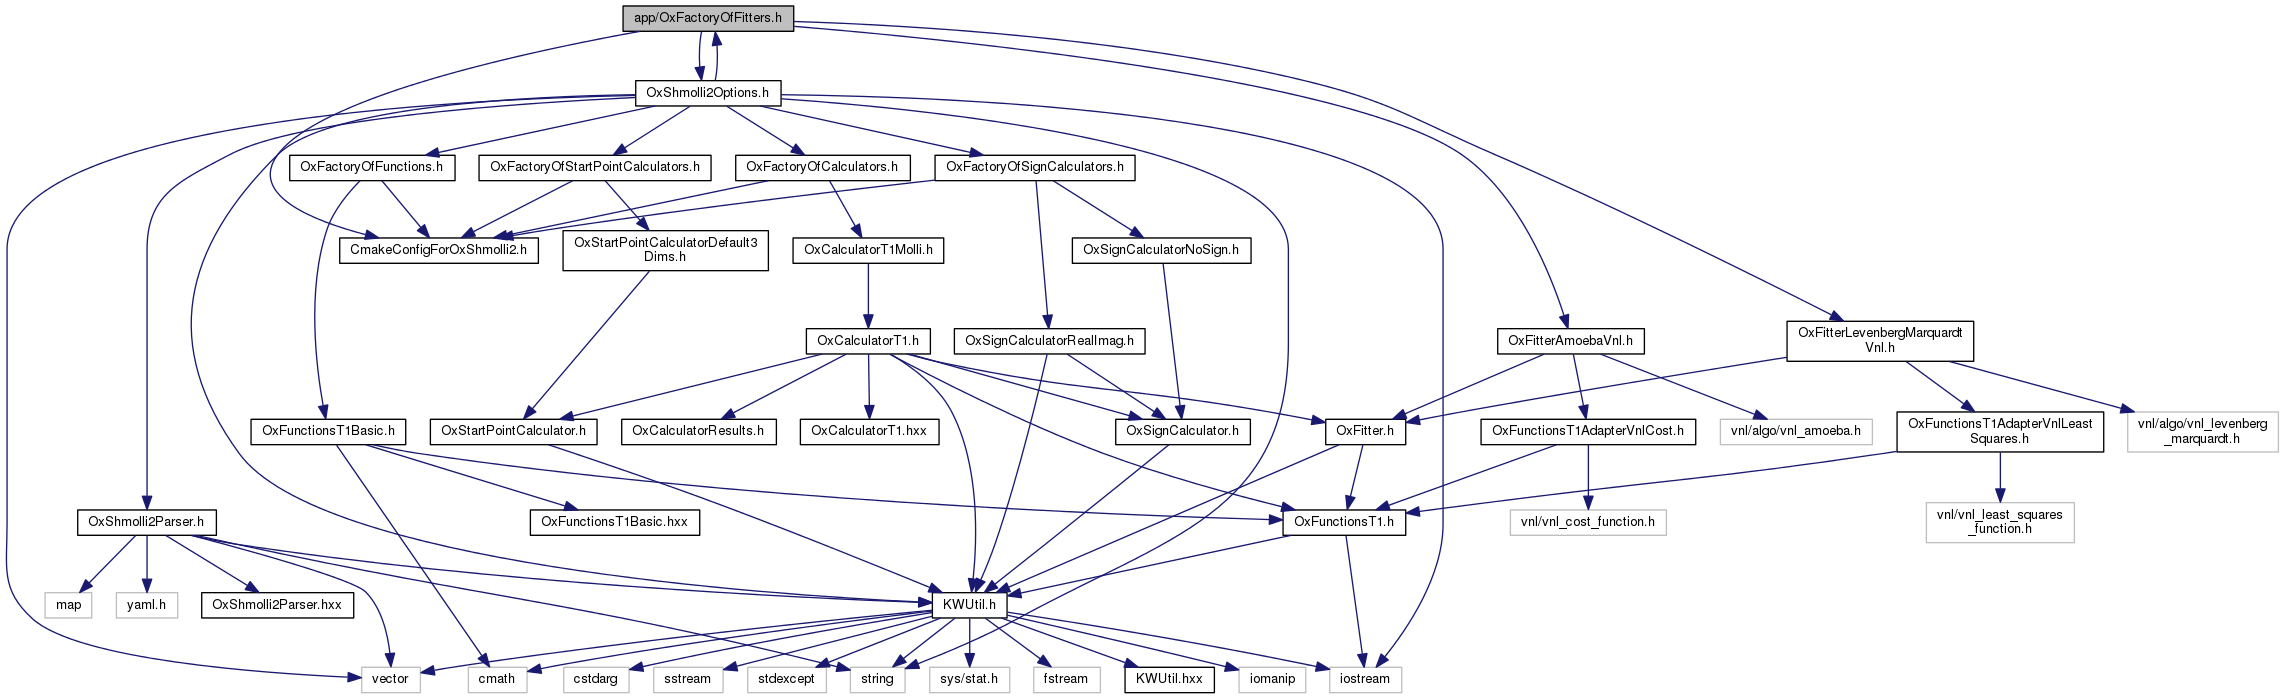 app/OxFactoryOfFitters.h
OxShmolli2Options.h
OxFactoryOfFunctions.h
OxFactoryOfStartPointCalculators.h
OxFactoryOfCalculators.h
OxFactoryOfSignCalculators.h
CmakeConfigForOxShmolli2.h
OxStartPointCalculatorDefault3
Dims.h
OxCalculatorT1Molli.h
OxSignCalculatorNoSign.h
OxCalculatorT1.h
OxSignCalculatorRealImag.h
OxFitterAmoebaVnl.h
OxFitterLevenbergMarquardt
Vnl.h
OxFunctionsT1Basic.h
OxStartPointCalculator.h
OxCalculatorResults.h
OxCalculatorT1.hxx
OxSignCalculator.h
OxFitter.h
OxFunctionsT1AdapterVnlCost.h
vnl/algo/vnl_amoeba.h
OxFunctionsT1AdapterVnlLeast
Squares.h
vnl/algo/vnl_levenberg
_marquardt.h
OxShmolli2Parser.h
OxFunctionsT1Basic.hxx
OxFunctionsT1.h
vnl/vnl_cost_function.h
vnl/vnl_least_squares
_function.h
map
yaml.h
OxShmolli2Parser.hxx
KWUtil.h
vector
cmath
cstdarg
sstream
stdexcept
string
sys/stat.h
fstream
KWUtil.hxx
iomanip
iostream